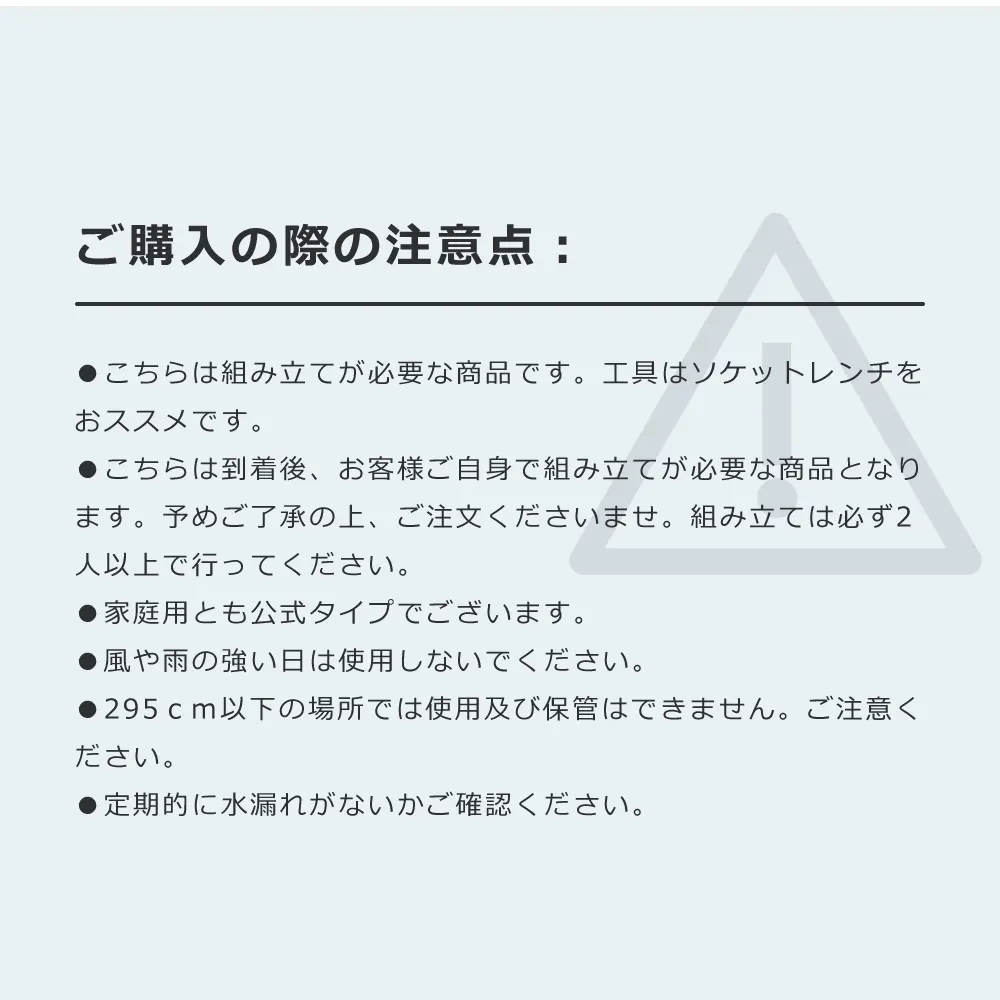 ご購入の際の注意点：
●こちらは組み立てが必要な商品です。工具はソケットレンチを
おススメです。
●こちらは到着後、お客様ご自身で組み立てが必要な商品となり
ます。予めご了承の上、ご注文くださいませ。組み立ては必ず2
人以上で行ってください。
●家庭用とも公式タイプでございます。
●風や雨の強い日は使用しないでください。
●295ｃｍ以下の場所では使用及び保管はできません。ご注意く
ださい。
●定期的に水漏れがないかご確認ください。